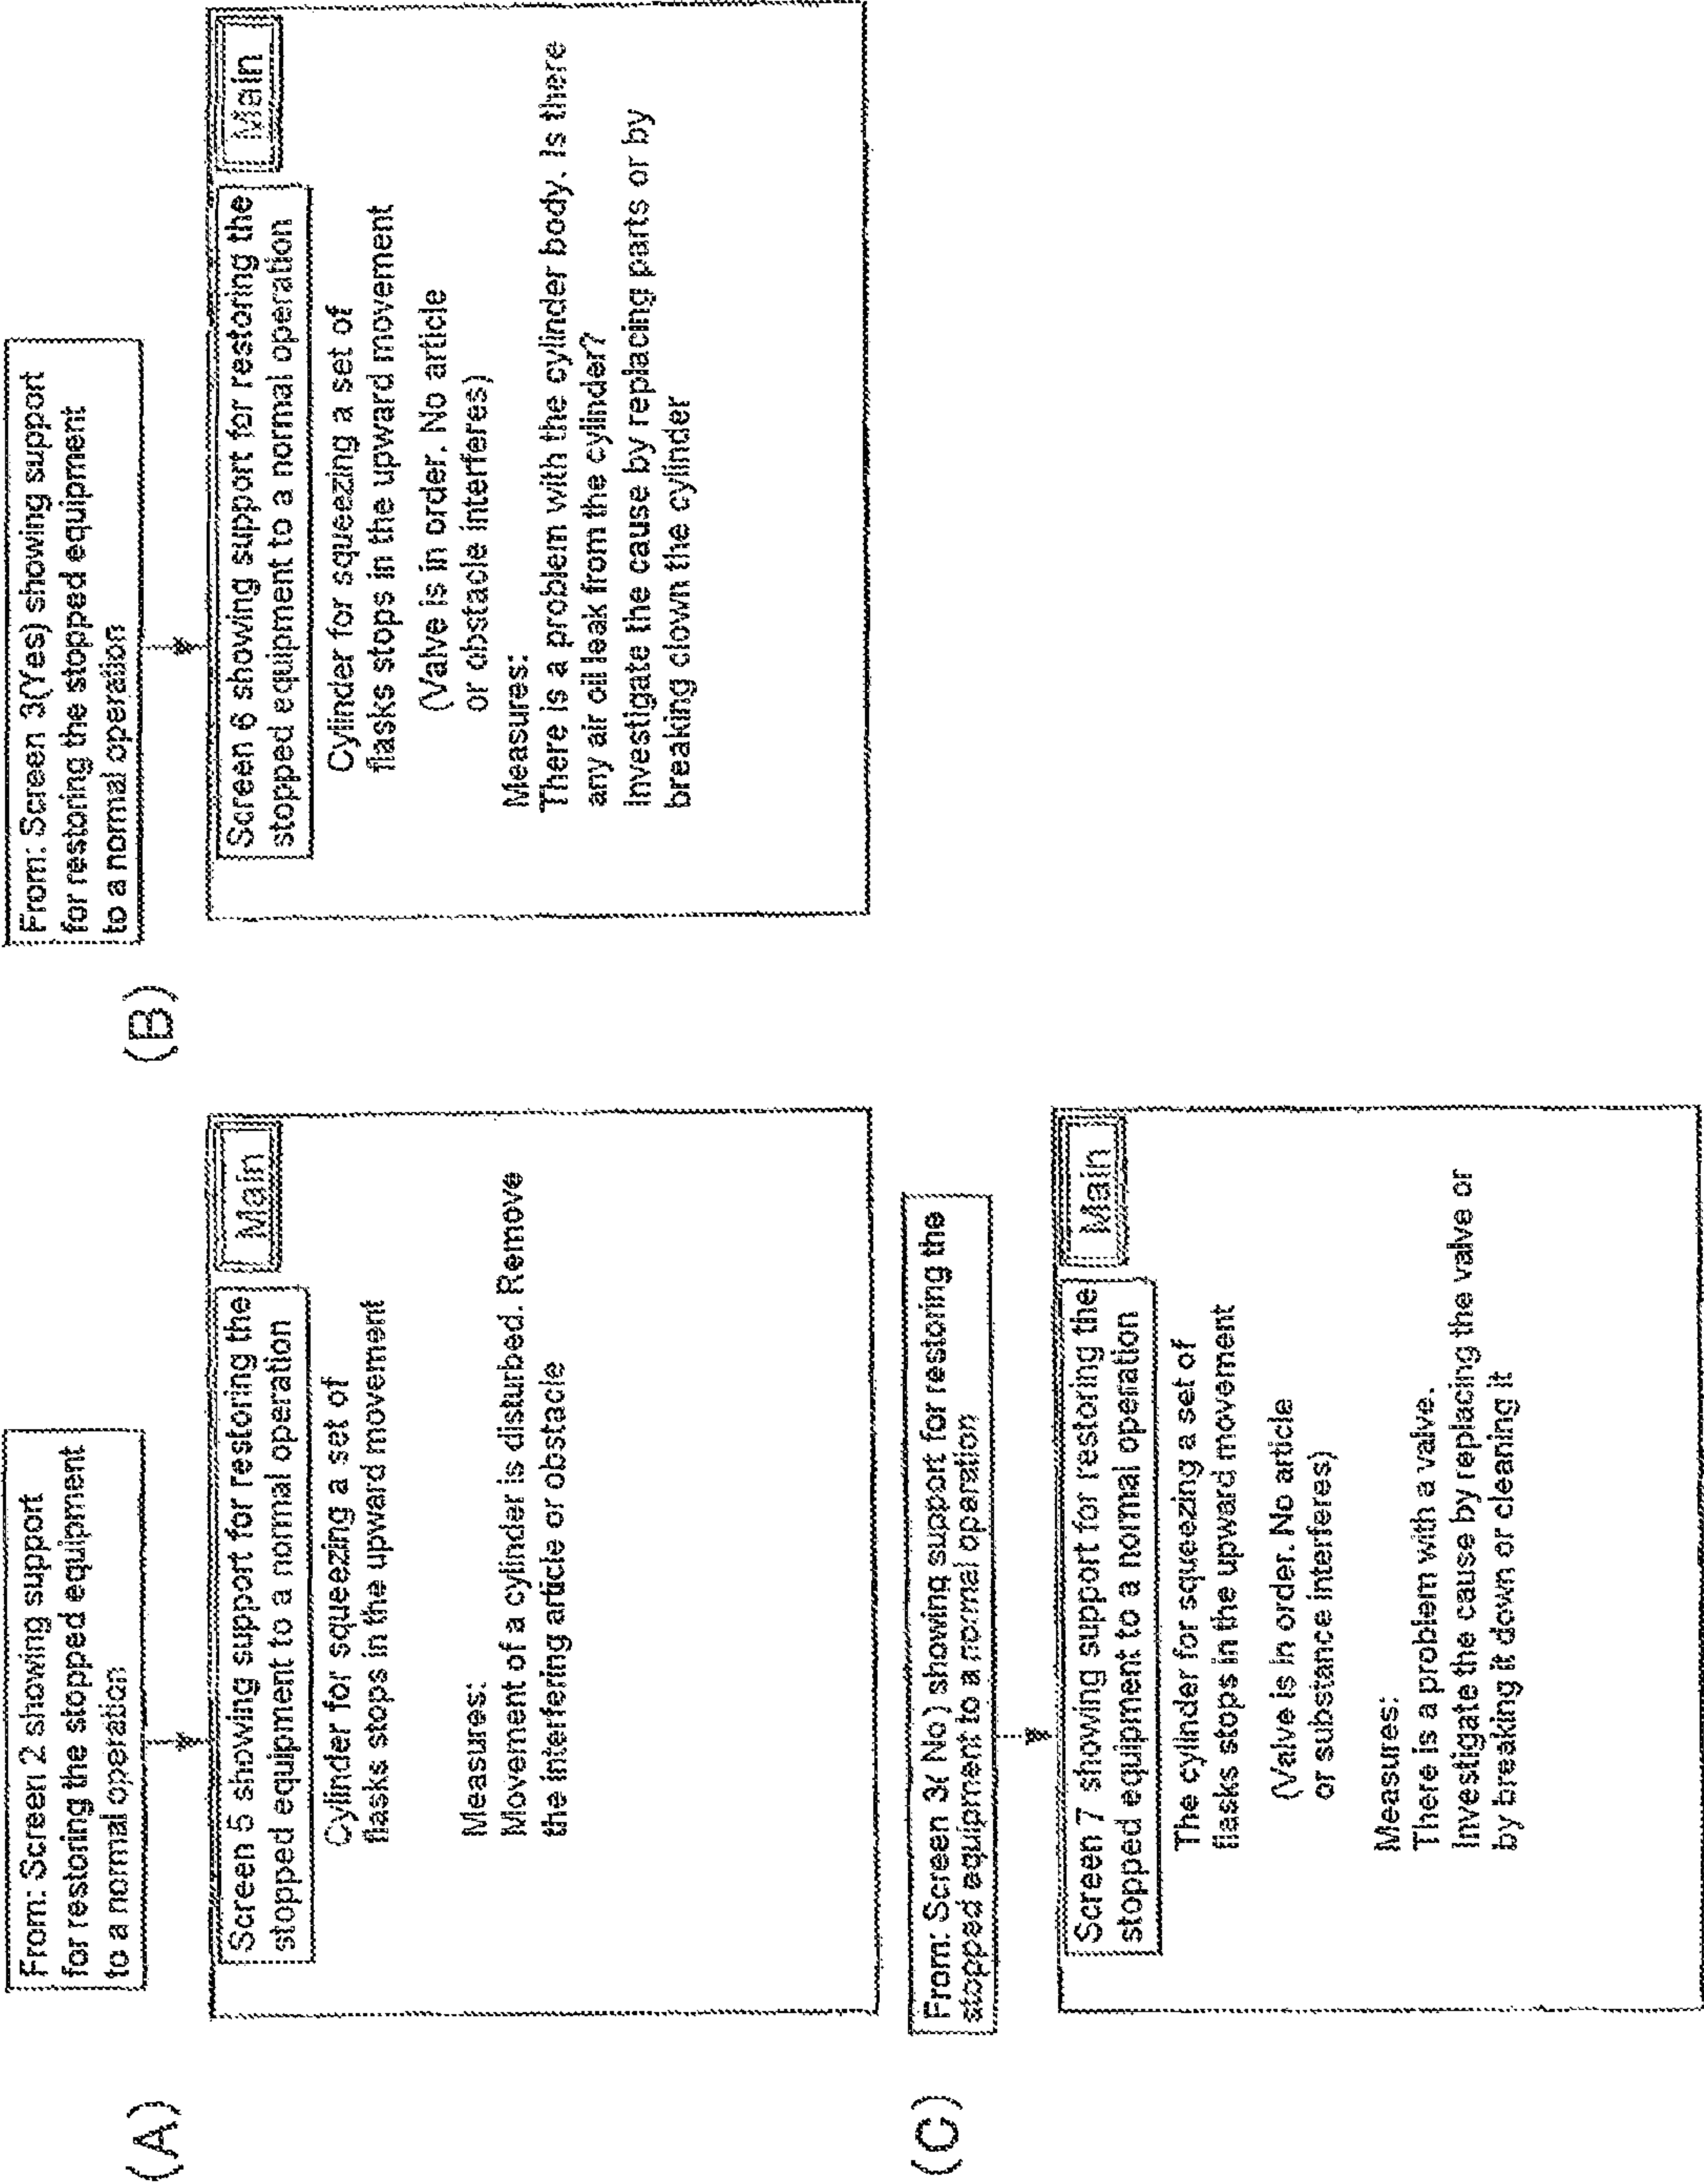 (A)
From: Screen 2 showing support
for restoring the stopped equipment
to a normal operation
Screen 5 showing support for restoring the
stopped equipment to a normal operation
Main
Cylinder for squeezing a set of
flasks stops in the upward movement
Measures:
Movement of a cylinder is disturbed. Remove
the interfering article or obstacle
(B)
From: Screen 3(Yes) showing support
for restoring the stopped equipment
to a normal operation
Screen 6 showing support for restoring the
stopped equipment to a normal operation
Main
Cylinder for squeezing a set of
flasks stops in the upward movement
(Valve is in order. No article
or obstacle interferes)
Measures:
There is a problem with the cylinder body. Is there
any air oil leak from the cylinder?
Investigate the cause by replacing parts or by
breaking clown the cylinder
(C)
From: Screen 3( No) showing support for restoring the
stopped equipment to a normal operation
Screen 7 showing support for restoring the
stopped equipment to a normal operation
Main
The cylinder for squeezing a set of
flasks stops in the upward movement
(Valve is in order. No article
or substance interferes)
Measures:
There is a problem with a valve.
Investigate the cause by replacing the valve or
by breaking it down or cleaning it